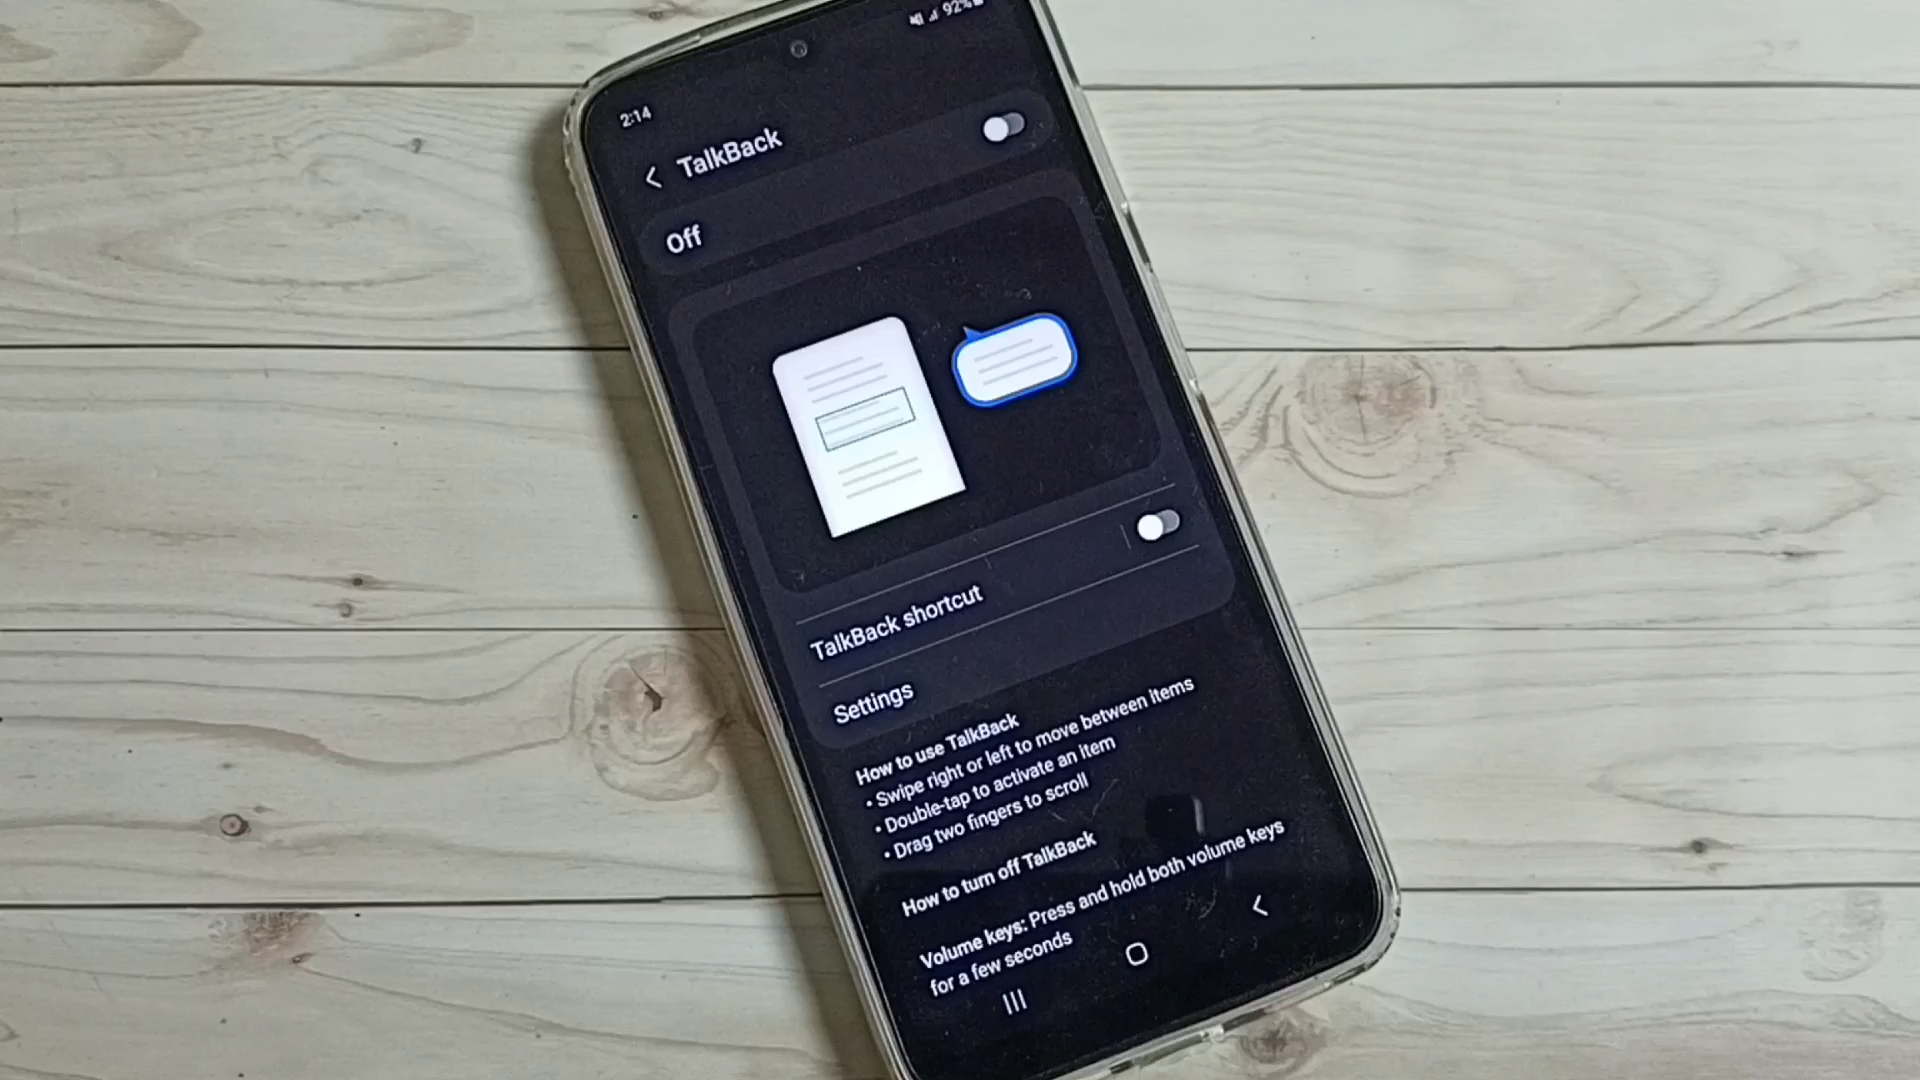 92%
2:14
TalkBack
Off
TalkBack shortcut
Settings
How to use TalkBack
• Swipe right or left to move between items
• Double-tap to activate an item
• Drag two fingers to scroll
How to turn off TalkBack
Volume keys: Press and hold both volume keys
for a few seconds